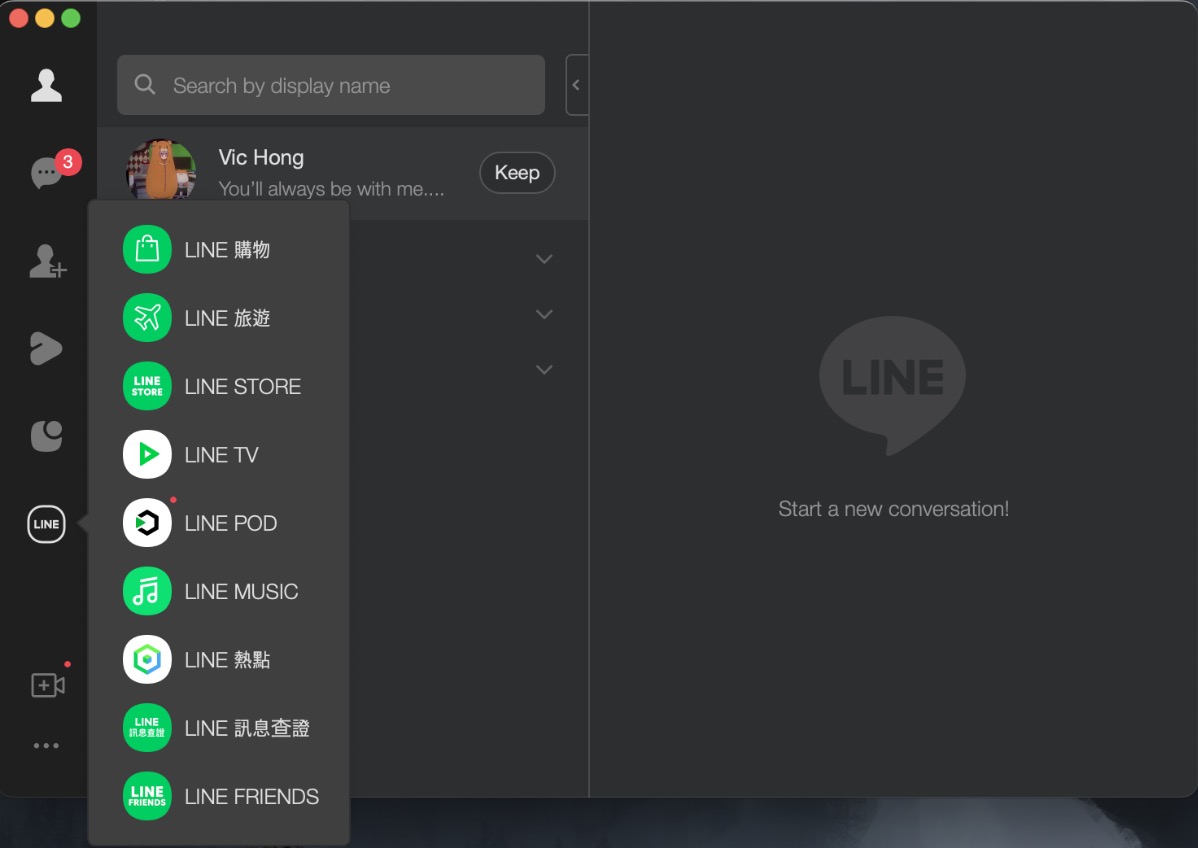 Search by display name
3
Vic Hong
You'll always be with me....
Keep
LINE 購物
LINE 旅遊
LINE
STORE
LINE STORE
LINE TV
LINE
LINE POD
LINE MUSIC
LINE 熱點
LINE
訊息查證
LINE 訊息查證
LINE
FRIENDS
LINE FRIENDS
LINE
Start a new conversation!